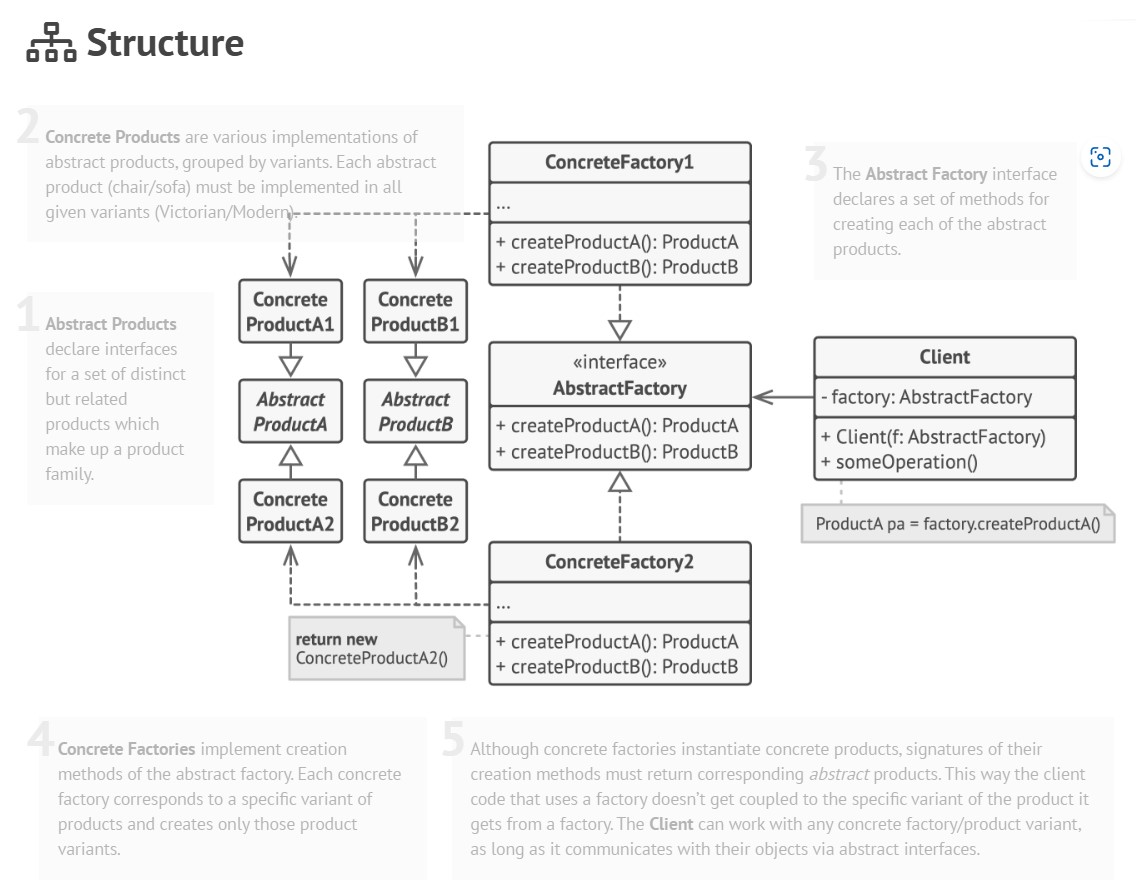 Structure
2
Concrete Products are various implementations of
abstract products, grouped by variants. Each abstract
product (chair/sofa) must be implemented in all
given variants (Victorian/Modern).
ConcreteFactory1
...
+ createProductA(): ProductA
+ createProductB(): ProductB
3
The Abstract Factory interface
declares a set of methods for
creating each of the abstract
products.
1
Abstract Products
declare interfaces
for a set of distinct
but related
products which
make up a product
family.
Concrete
ProductA1
Concrete
ProductB1
Abstract
ProductA
Abstract
ProductB
Concrete
ProductA2
Concrete
ProductB2
«interface»
AbstractFactory
+ createProductA(): ProductA
+ createProductB(): ProductB
Client
- factory: AbstractFactory
+ Client(f: AbstractFactory)
+ someOperation()
ProductA pa = factory.createProductA()
ConcreteFactory2
...
+ createProductA(): ProductA
+ createProductB(): ProductB
return new
ConcreteProductA2()
4
Concrete Factories implement creation
methods of the abstract factory. Each concrete
factory corresponds to a specific variant of
products and creates only those product
variants.
5
Although concrete factories instantiate concrete products, signatures of their
creation methods must return corresponding abstract products. This way the client
code that uses a factory doesn't get coupled to the specific variant of the product it
gets from a factory. The Client can work with any concrete factory/product variant,
as long as it communicates with their objects via abstract interfaces.